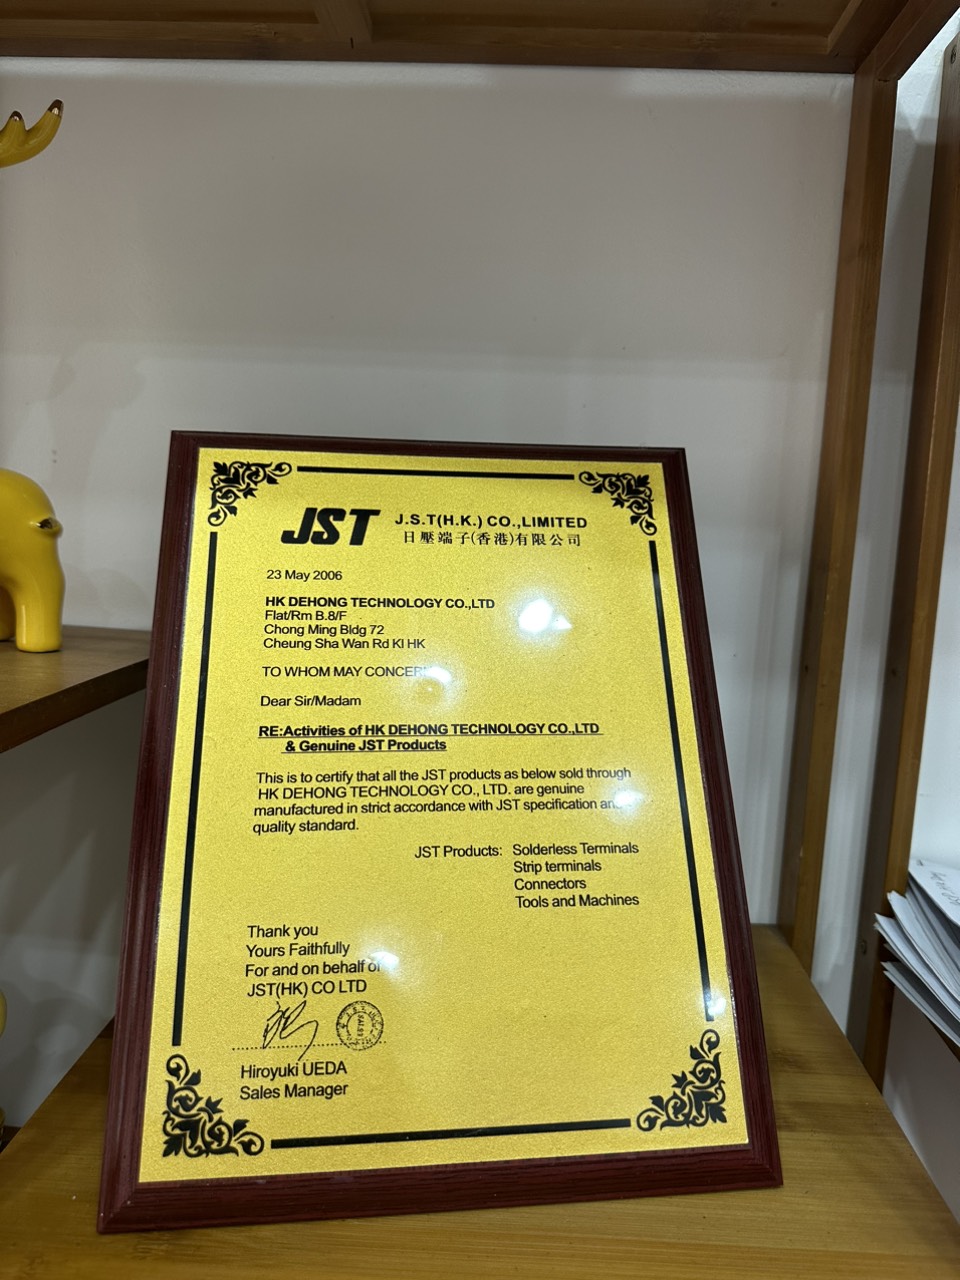 JST
J.S.T(H.K.) CO.,LIMITED
日壓端子(香港)有限公司
23 May 2006
HK DEHONG TECHNOLOGY CO.,LTD
Flat/Rm B.8/F
Chong Ming Bldg 72
Cheung Sha Wan Rd Kl HK
TO WHOM MAY CONCER
Dear Sir/Madam
RE:Activities of HK DEHONG TECHNOLOGY CO.,LTD
& Genuine JST Products
This is to certify that all the JST products as below sold through
HK DEHONG TECHNOLOGY CO., LTD. are genuine
manufactured in strict accordance with JST specification and
quality standard.
JST Products: Solderless Terminals
Strip terminals
Connectors
Tools and Machines
Thank you
Yours Faithfully
For and on behalf of
JST(HK) CO LTD
Hiroyuki UEDA
Sales Manager